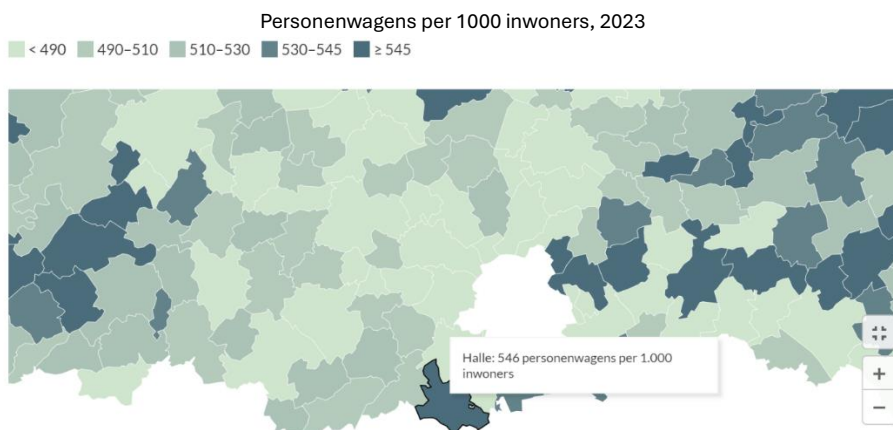 Personenwagens per 1000 inwoners, 2023
< 490 490–510 510–530 530–545 ≥ 545
Halle: 546 personenwagens per 1.000
inwoners
+
−